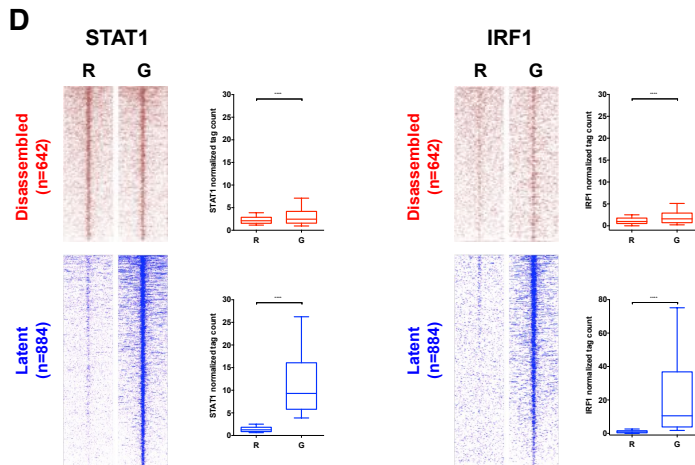 D
STAT1
IRF1
R G
R G
Disassembled
(n=642)
STAT1 normalized tag count
30
25
20
15
10
5
0
****
R G
Disassembled
(n=642)
IRF1 normalized tag count
30
25
20
15
10
5
0
****
R G
Latent
(n=884)
STAT1 normalized tag count
30
25
20
15
10
5
0
****
R G
Latent
(n=884)
IRF1 normalized tag count
80
60
40
20
0
****
R G